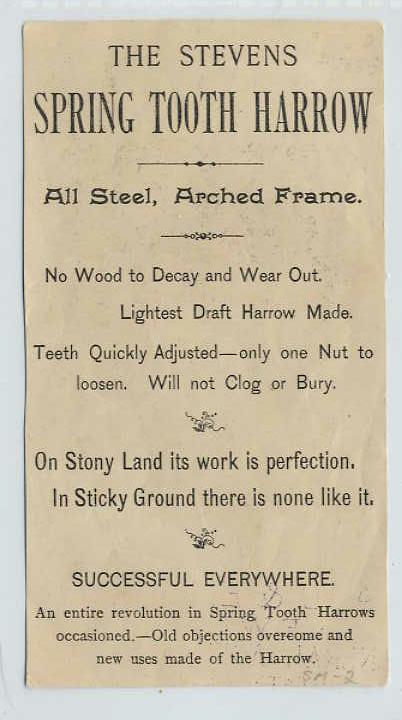 THE STEVENS
SPRING TOOTH HARROW
All Steel, Arched Frame.
No Wood to Decay and Wear Out.
Lightest Draft Harrow Made.
Teeth Quickly Adjusted—only one Nut to
loosen. Will not Clog or Bury.
On Stony Land its work is perfection.
In Sticky Ground there is none like it.
SUCCESSFUL EVERYWHERE.
An entire revolution in Spring Tooth Harrows
occasioned.—Old objections overcome and
new uses made of the Harrow.
SM-2